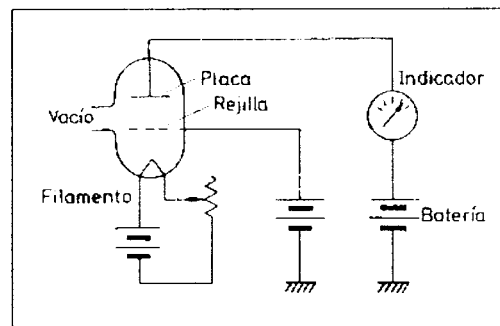 Placa
Indicador
Rejilla
Vacío
Filamento
Batería